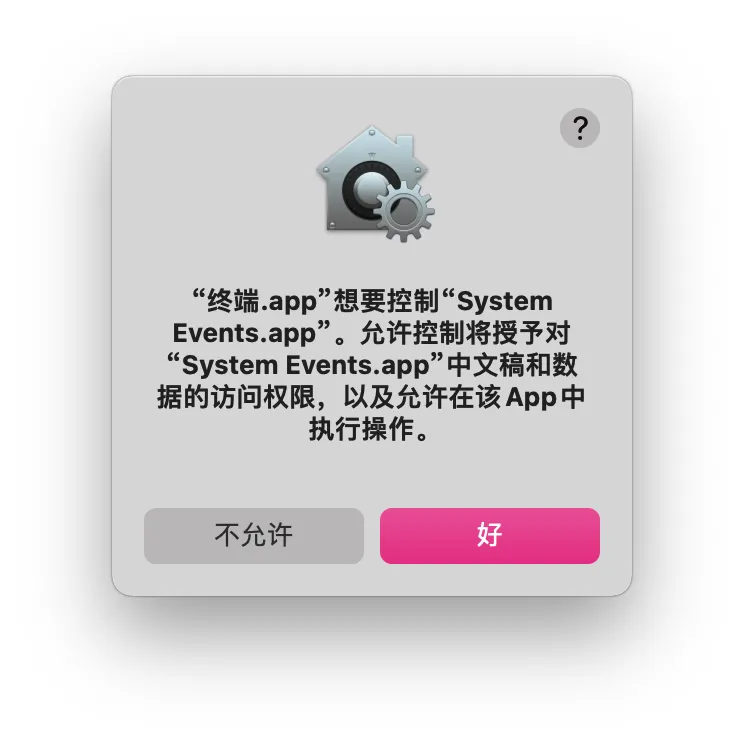 ?
“终端.app”想要控制“System
Events.app”。允许控制将授予对
“System Events.app”中文稿和数
据的访问权限，以及允许在该App中
执行操作。
不允许
好